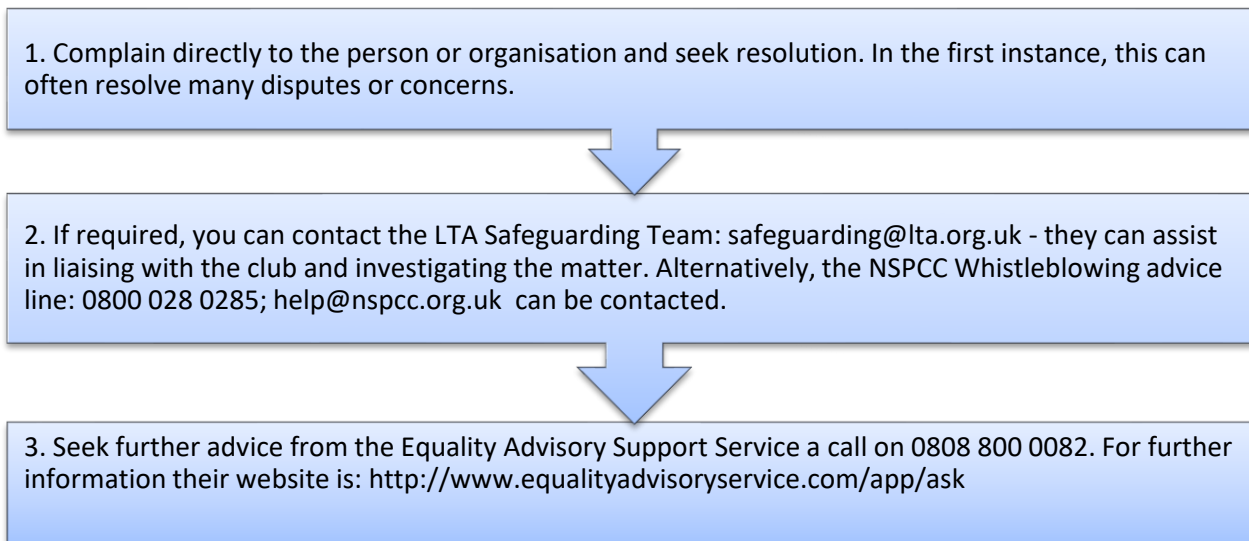 1. Complain directly to the person or organisation and seek resolution. In the first instance, this can
often resolve many disputes or concerns.
2. If required, you can contact the LTA Safeguarding Team: safeguarding@lta.org.uk - they can assist
in liaising with the club and investigating the matter. Alternatively, the NSPCC Whistleblowing advice
line: 0800 028 0285; help@nspcc.org.uk  can be contacted.
3. Seek further advice from the Equality Advisory Support Service a call on 0808 800 0082. For further
information their website is: http://www.equalityadvisoryservice.com/app/ask